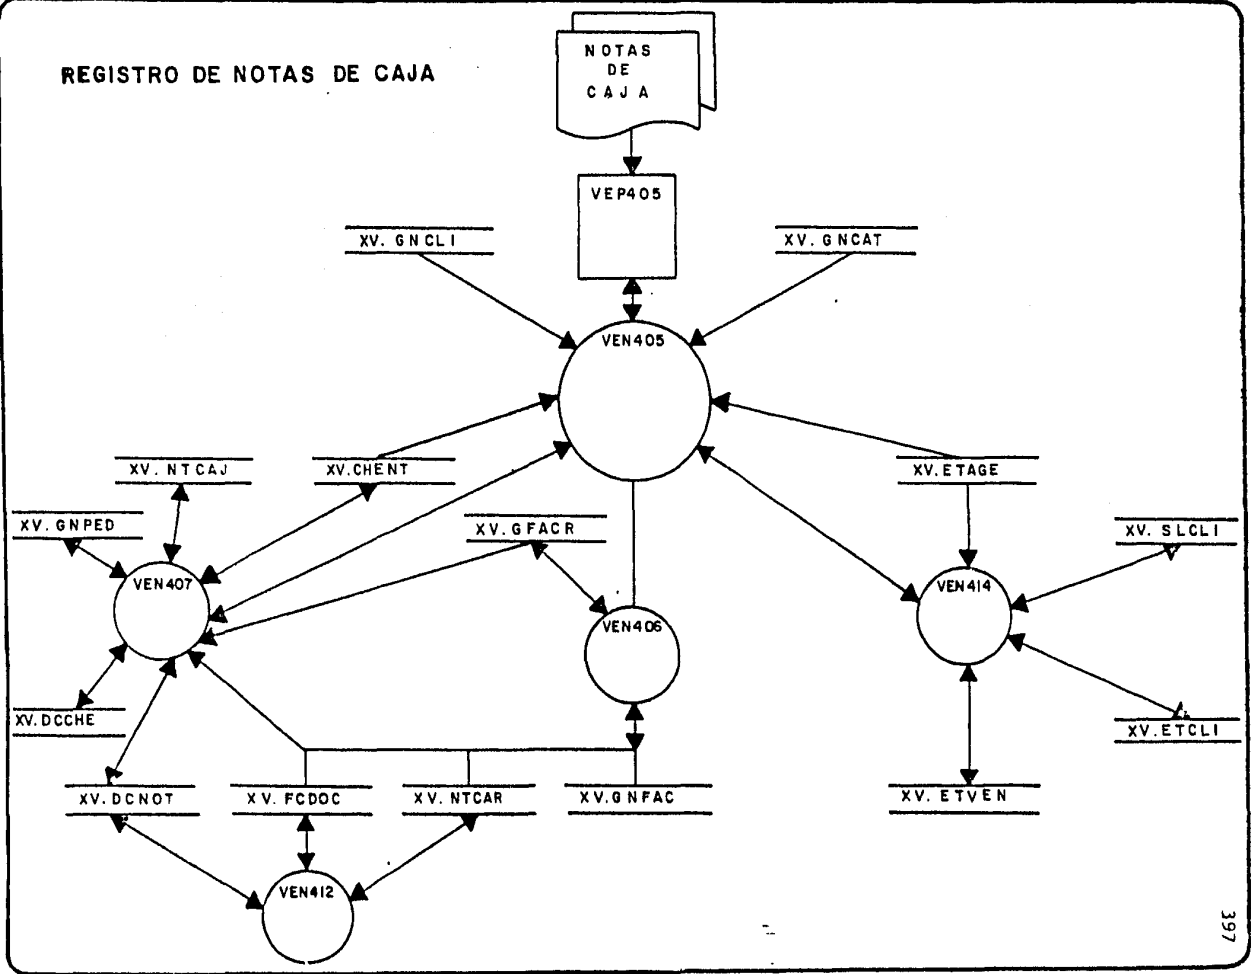 NOTAS
DE
CAJA
REGISTRO DE NOTAS DE CAJA
VEP405
XV. GNCLI
XV. GNCAT
VEN405
XV. NTCAJ
XV.CHENT
XV.ETAGE
XV. GNPED
XV.GFACR
XV. SLCLI
VEN407
VEN414
VEN406
XV.DCCHE
XV.ETCLI
XV.DCNOT
XV. FCDOC
XV. NTCAR
XV.GNFAC
XV. ETVEN
VEN412
397